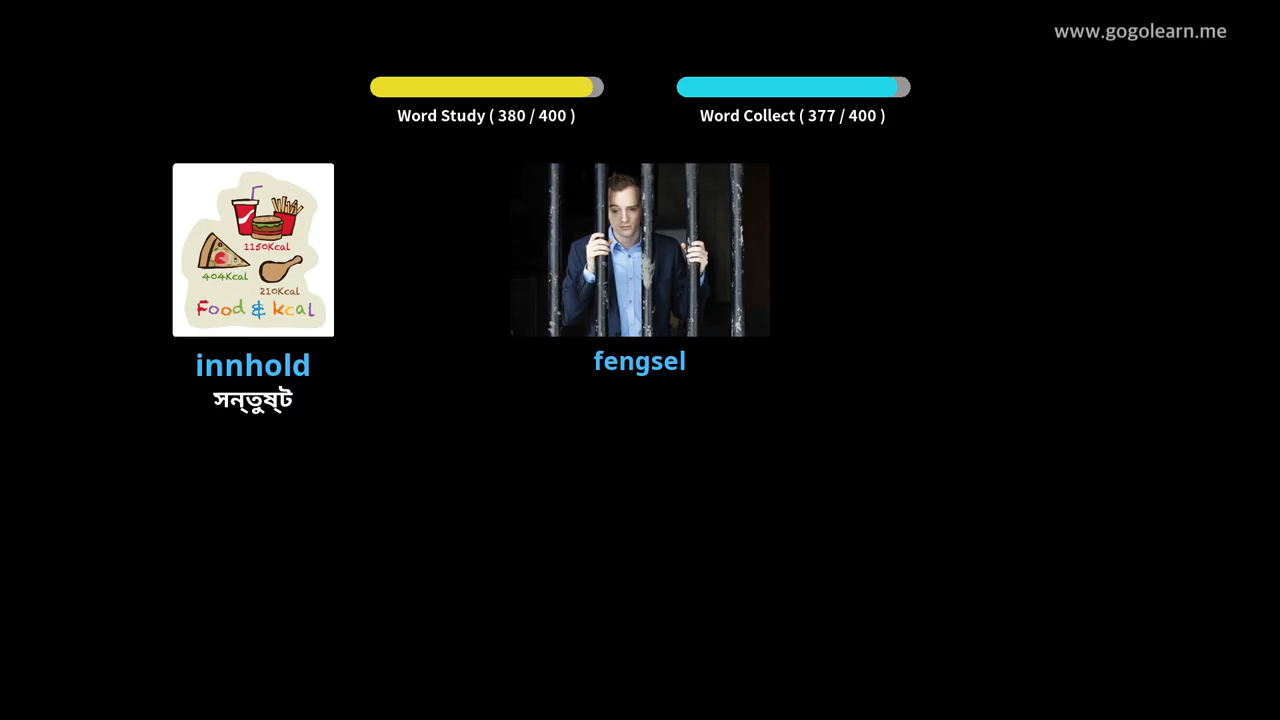 www.gogolearn.me
Word Study ( 380 / 400 )
Word Collect ( 377 / 400 )
1150Kcal
404Kcal
210Kcal
Food & kcal
innhold
সন্তুষ্ট
fengsel